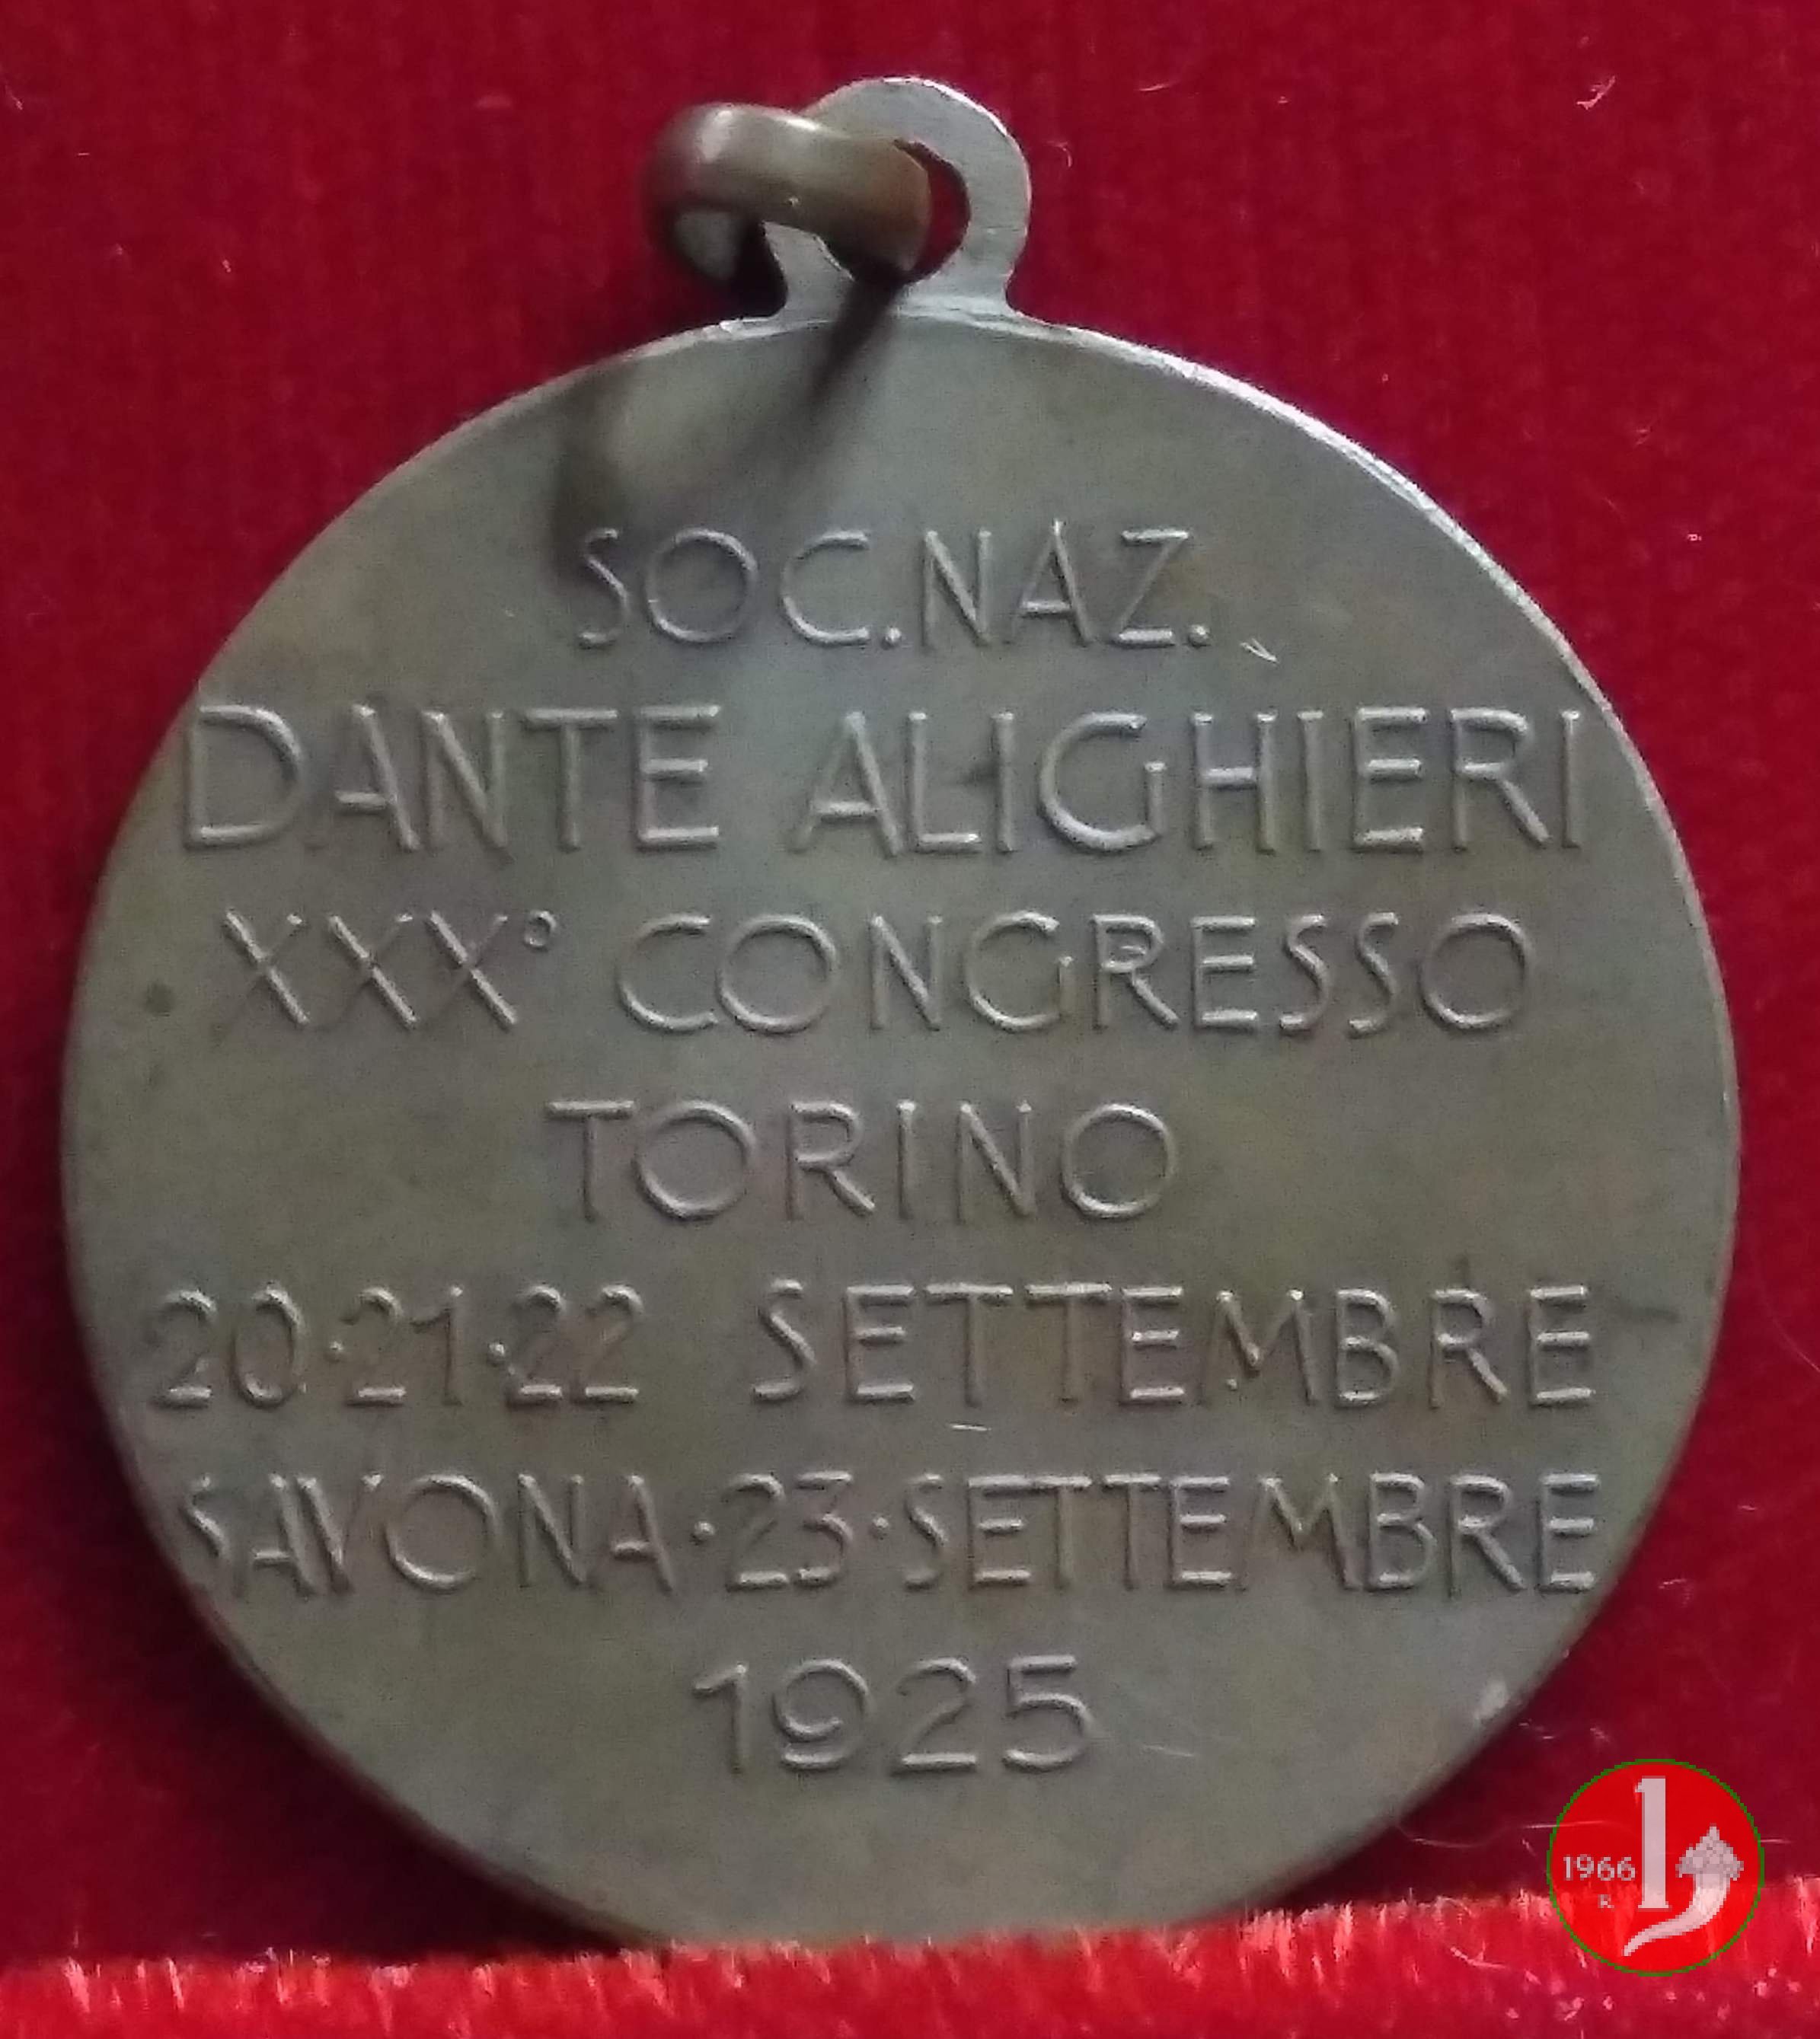 SOC.NAZ.
DANTE ALIGHIERI
XXX° CONGRESSO
TORINO
20·21·22 SETTEMBRE
SAVONA·23·SETTEMBRE
1925
1966
R